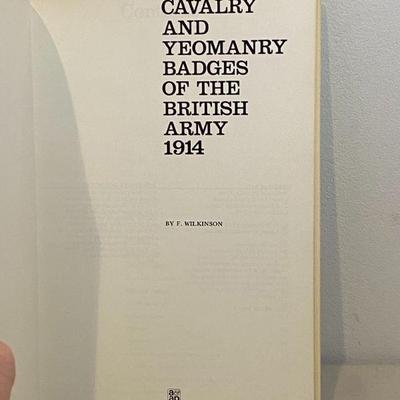 CAVALRY
AND
YEOMANRY
BADGES
OF THE
BRITISH
ARMY
1914
BY F. WILKINSON